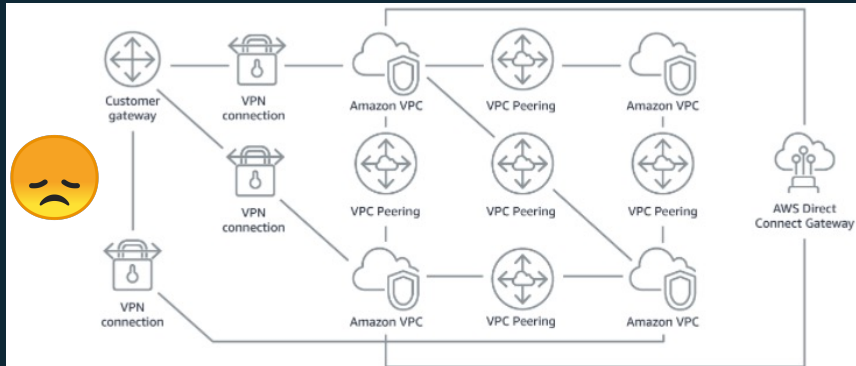 Customer
gateway
VPN
connection
Amazon VPC
VPC Peering
Amazon VPC
VPN
connection
VPC Peering
VPC Peering
VPC Peering
AWS Direct
Connect Gateway
VPN
connection
Amazon VPC
VPC Peering
Amazon VPC